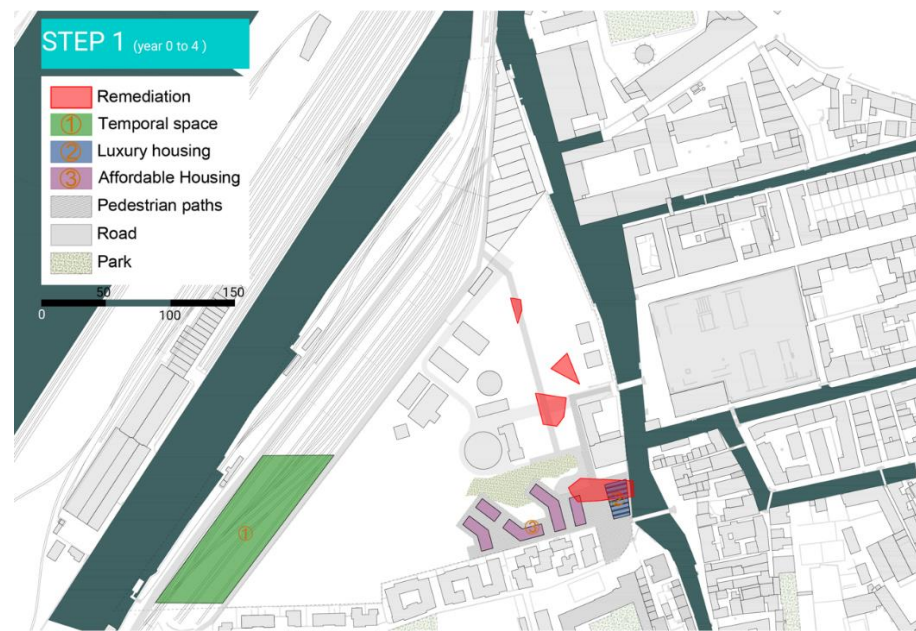 STEP 1 (year 0 to 4 )
Remediation
① Temporal space
② Luxury housing
③ Affordable Housing
Pedestrian paths
Road
Park
50 150
0 100
①
③